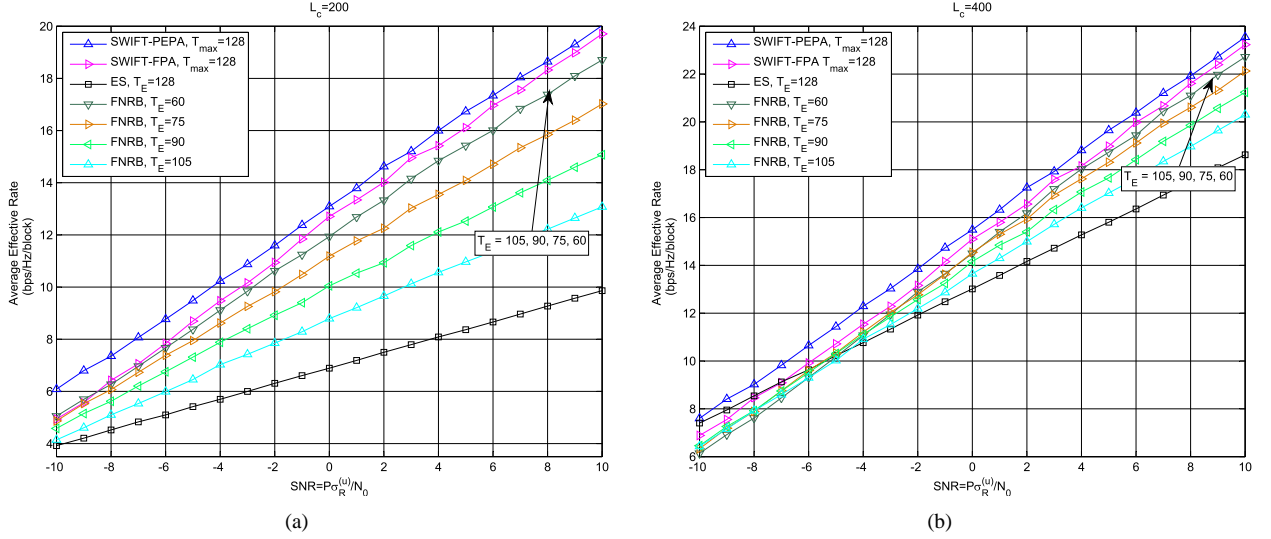 L_c=200
20
18
16
14
12
10
8
6
4
Average Effective Rate
(bps/Hz/block)
SWIFT-PEPA, T_max=128
SWIFT-FPA, T_max=128
ES, T_E=128
FNRB, T_E=60
FNRB, T_E=75
FNRB, T_E=90
FNRB, T_E=105
T_E = 105, 90, 75, 60
-10 -8 -6 -4 -2 0 2 4 6 8 10
SNR=Pσ_R^(u)/N_0
(a)
L_c=400
24
22
20
18
16
14
12
10
8
6
Average Effective Rate
(bps/Hz/block)
SWIFT-PEPA, T_max=128
SWIFT-FPA T_max=128
ES, T_E=128
FNRB, T_E=60
FNRB, T_E=75
FNRB, T_E=90
FNRB, T_E=105
T_E = 105, 90, 75, 60
-10 -8 -6 -4 -2 0 2 4 6 8 10
SNR=Pσ_R^(u)/N_0
(b)